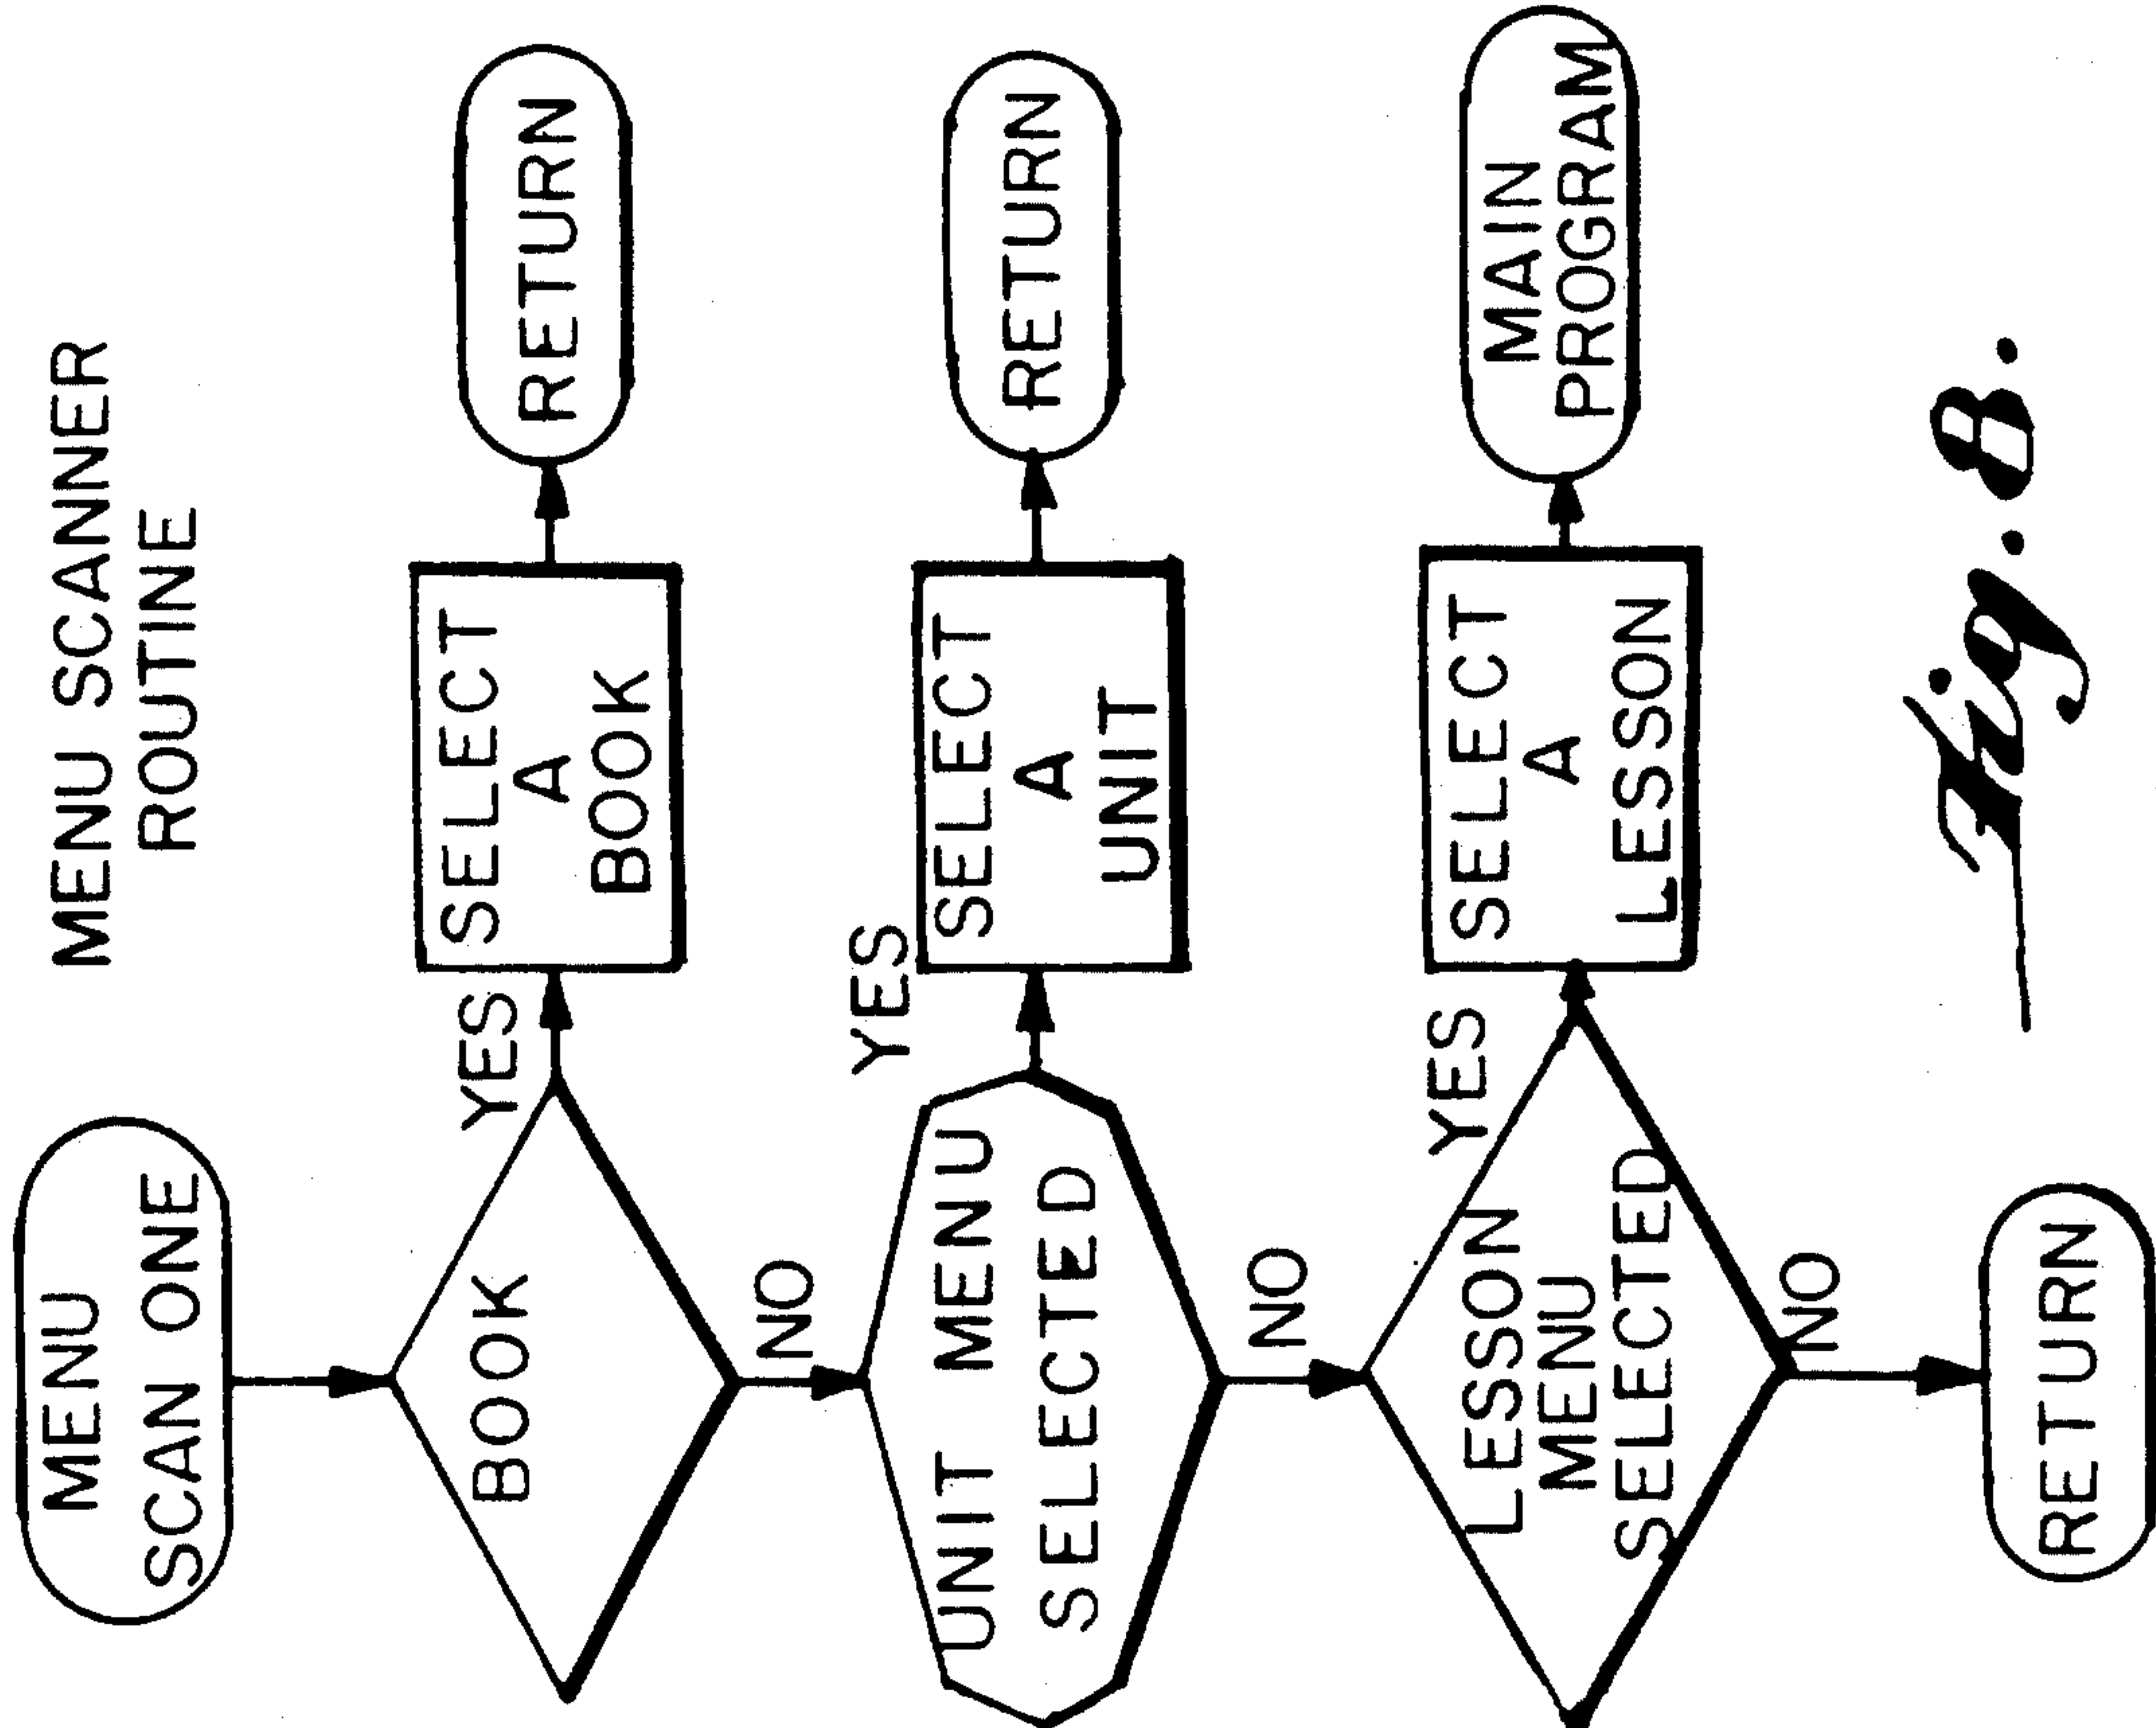 MENU SCANNER
ROUTINE
MENU
SCAN ONE
BOOK
YES
SELECT
A
BOOK
RETURN
NO
UNIT MENU
SELECTED
YES
SELECT
A
UNIT
RETURN
NO
LESSON
MENU
SELECTED
YES
SELECT
A
LESSON
MAIN
PROGRAM
NO
RETURN
Fig. 8.